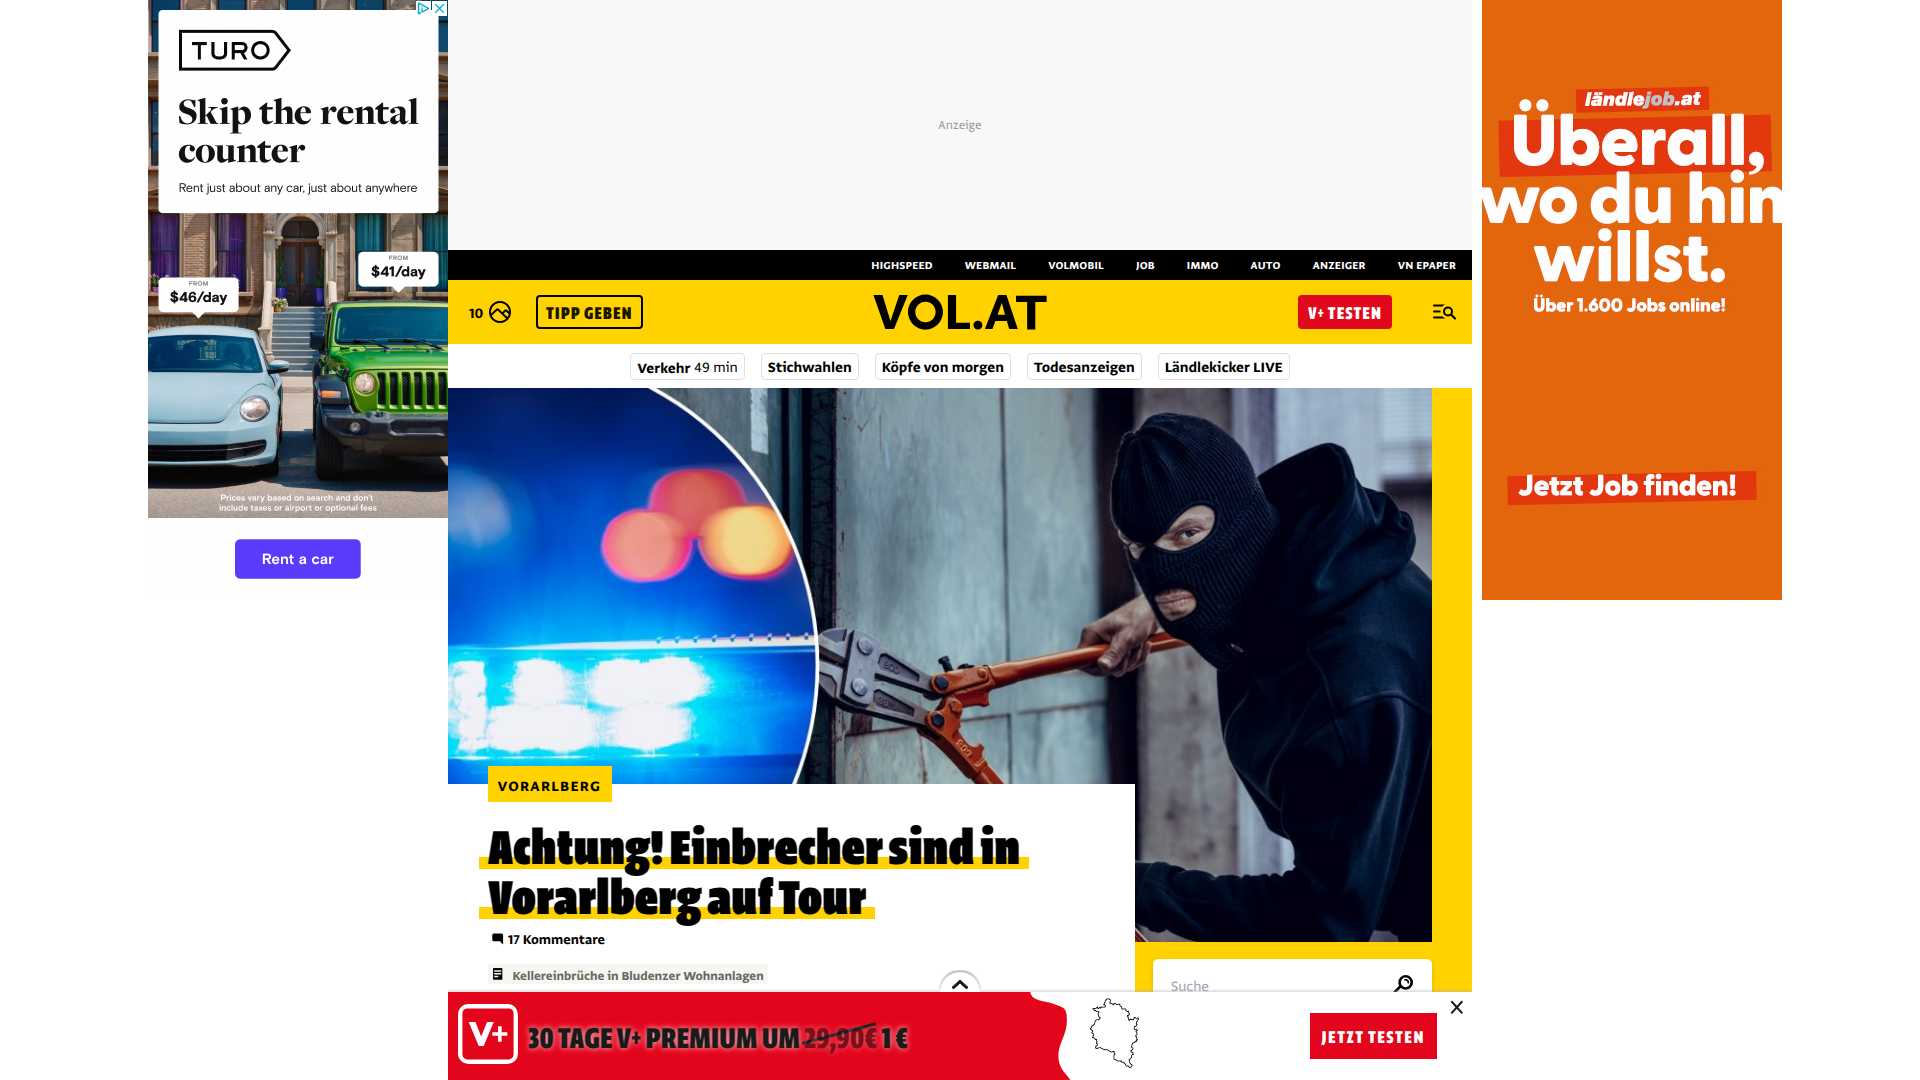 TURO
Skip the rental
counter
Rent just about any car, just about anywhere
FROM
$41/day
FROM
$46/day
Prices vary based on search and don't
include taxes or airport or optional fees
Rent a car
Anzeige
HIGHSPEED WEBMAIL VOLMOBIL JOB IMMO AUTO ANZEIGER VN EPAPER
10 TIPP GEBEN VOL.AT V+ TESTEN
Verkehr 49 min Stichwahlen Köpfe von morgen Todesanzeigen Ländlekicker LIVE
VORARLBERG
Achtung! Einbrecher sind in
Vorarlberg auf Tour
17 Kommentare
Kellereinbrüche in Bludenzer Wohnanlagen
Suche
V+ 30 TAGE V+ PREMIUM UM 29,90€ 1 €
JETZT TESTEN
ländlejob.at
Überall,
wo du hin
willst.
Über 1.600 Jobs online!
Jetzt Job finden!